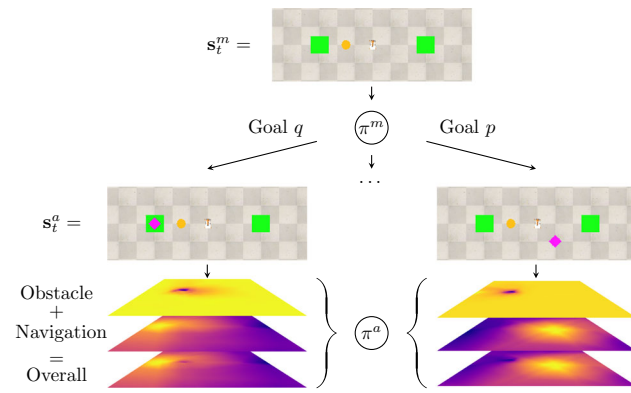 s_t^m =
Goal q
π^m
Goal p
...
s_t^a =
Obstacle
+
Navigation
=
Overall
π^a